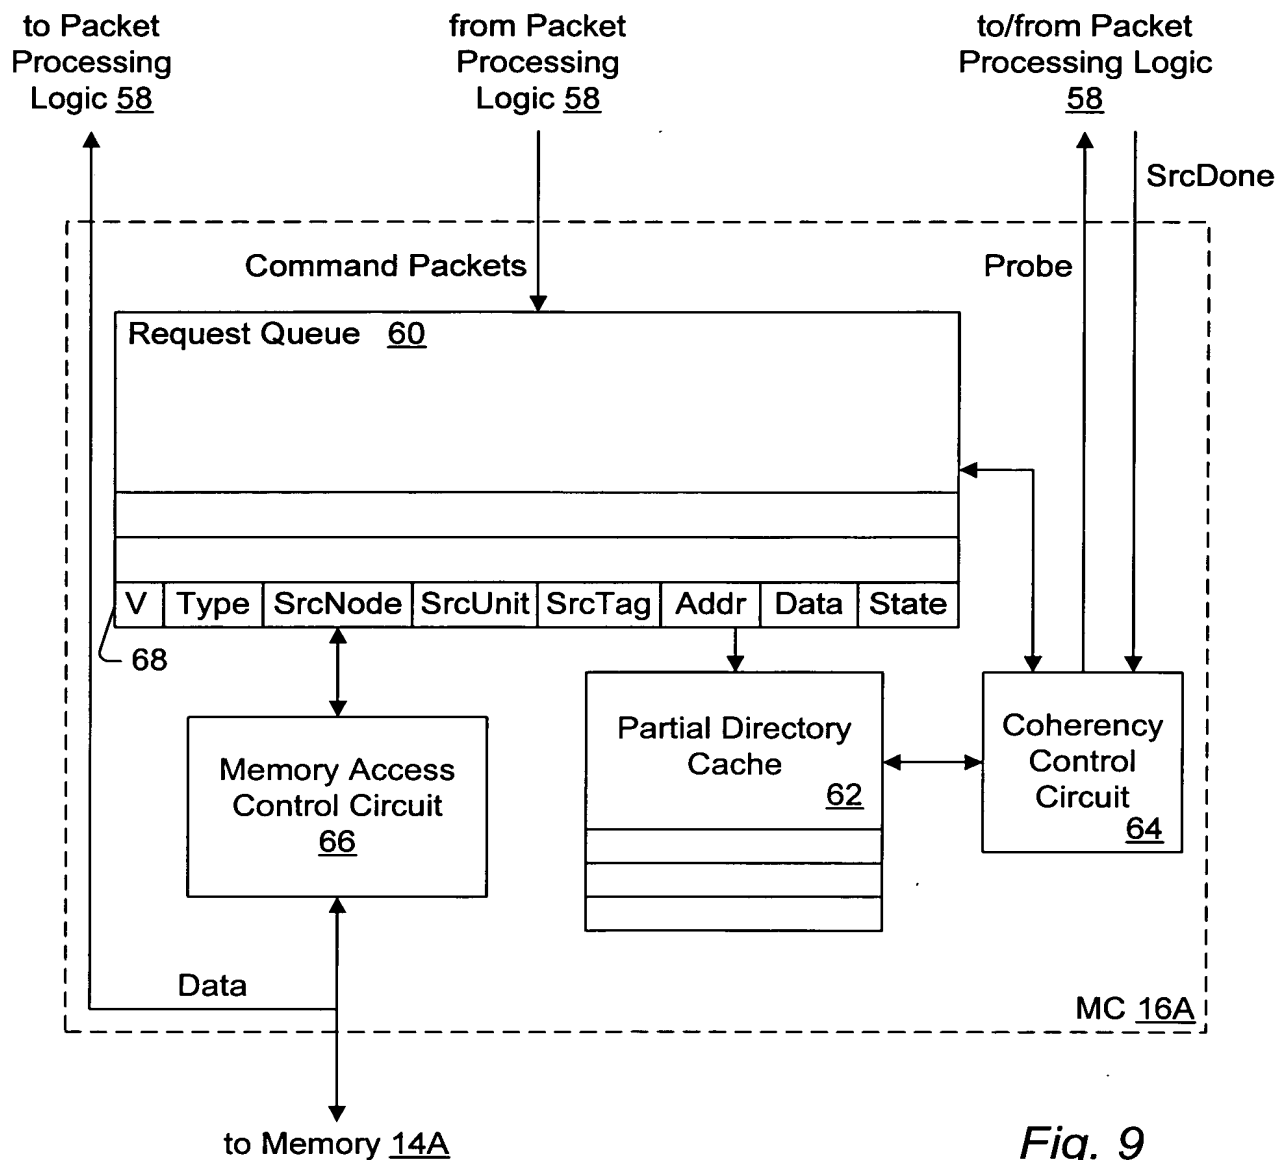 to Packet
Processing
Logic 58
from Packet
Processing
Logic 58
to/from Packet
Processing Logic
58
SrcDone
Command Packets
Probe
Request Queue 60
V Type SrcNode SrcUnit SrcTag Addr Data State
68
Memory Access
Control Circuit
66
Partial Directory
Cache
62
Coherency
Control
Circuit
64
Data
MC 16A
to Memory 14A
Fig. 9